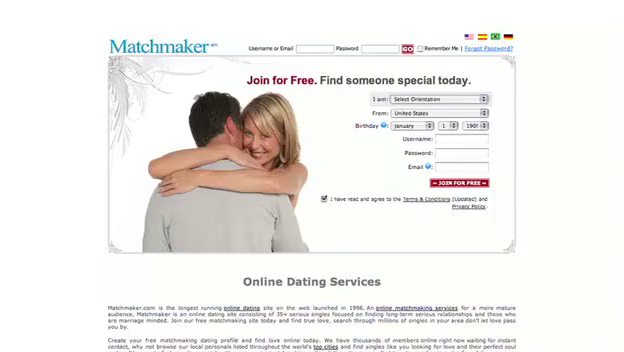 Matchmaker.com
Username or Email Password GO Remember Me | Forgot Password?
Join for Free. Find someone special today.
I am: Select Orientation
From: United States
Birthday: January 1 190
Username:
Password:
Email:
JOIN FOR FREE
I have read and agree to the Terms & Conditions (Updated) and
Privacy Policy.
Online Dating Services
Matchmaker.com is the longest running online dating site on the web launched in 1996. An online matchmaking services for a more mature
audience, Matchmaker is an online dating site consisting of 35+ serious singles focused on finding long-term serious relationships and those who
are marriage minded. Join our free matchmaking site today and find true love, search through millions of singles in your area don't let love pass
you by.
Create your free matchmaking dating profile and find love online today. We have thousands of members online right now waiting for instant
contact, why not browse our local personals listed throughout the world's top cities and find singles like you looking for love and their perfect soul